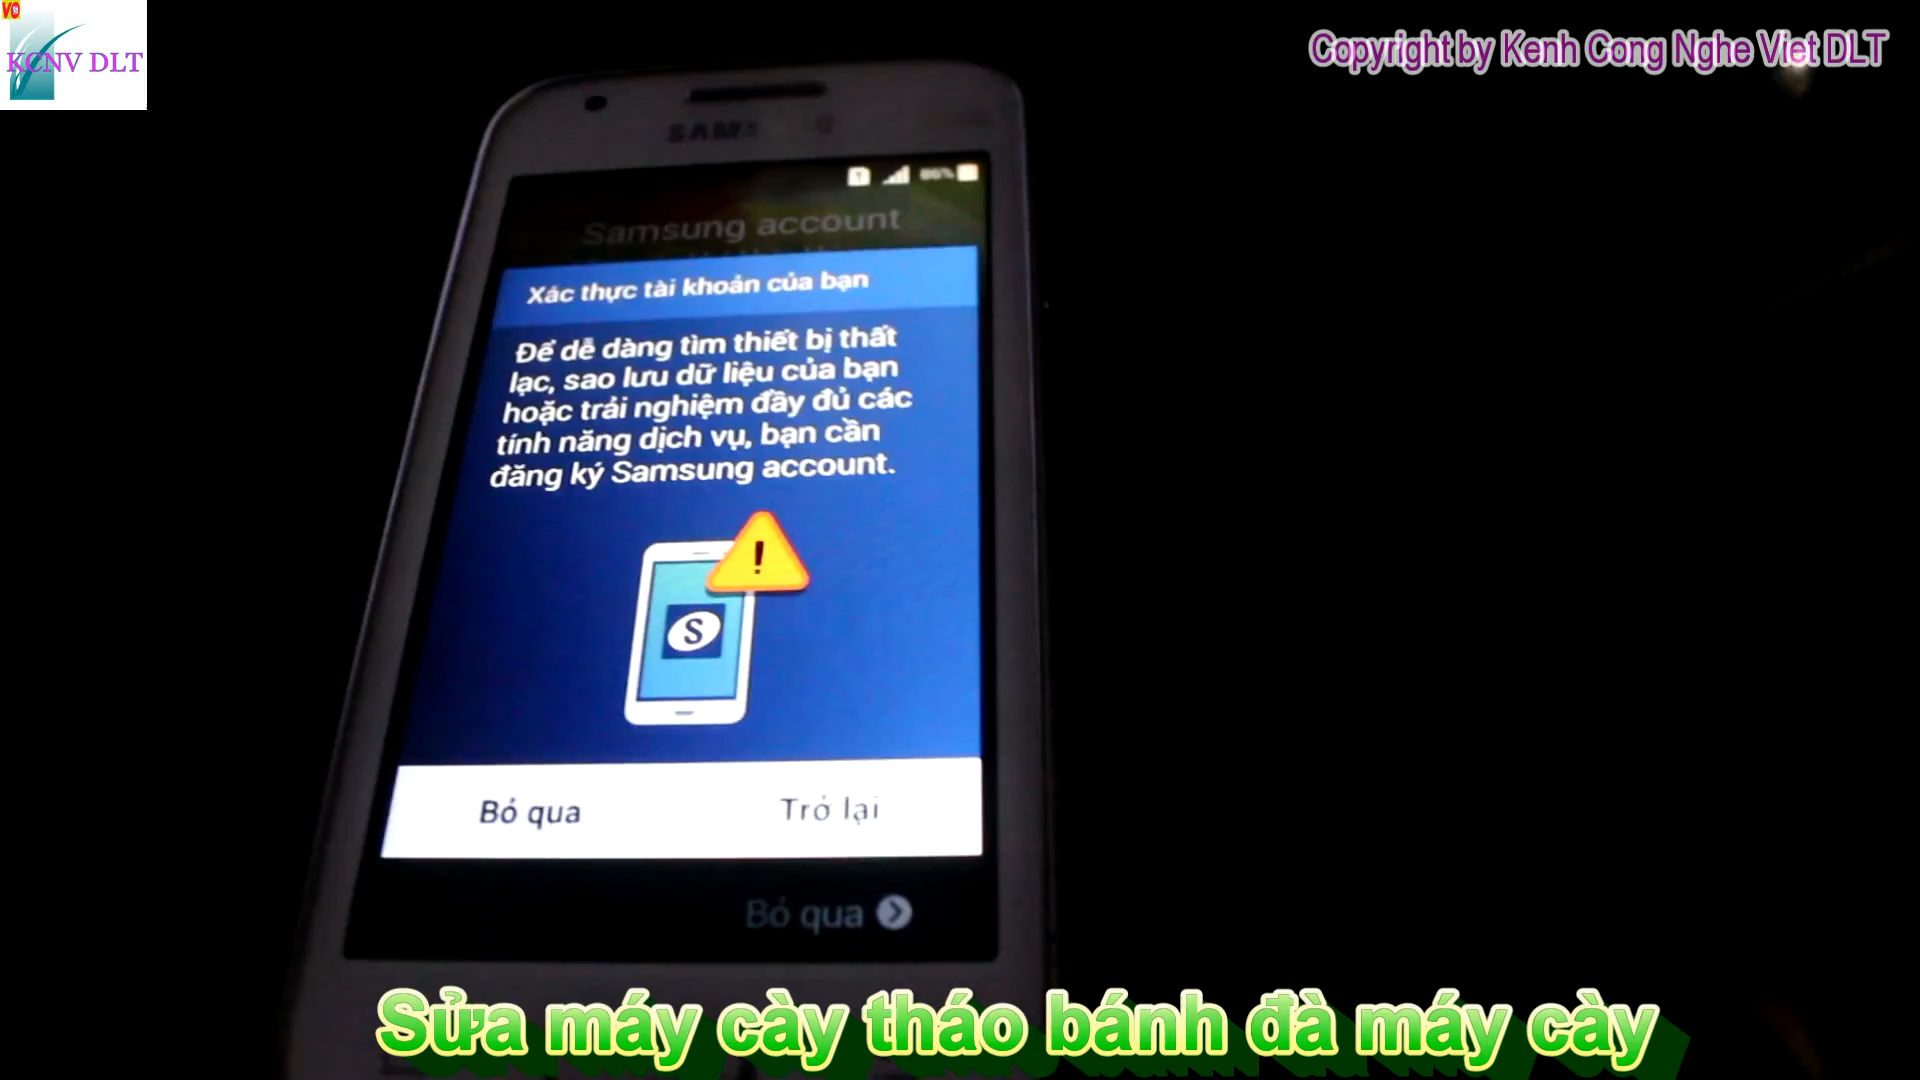 VQ
KCNV DLT
Copyright by Kenh Cong Nghe Viet DLT
86%
Samsung account
Xác thực tài khoản của bạn
Để dễ dàng tìm thiết bị thất
lạc, sao lưu dữ liệu của bạn
hoặc trải nghiệm đầy đủ các
tính năng dịch vụ, bạn cần
đăng ký Samsung account.
!
S
Bỏ qua
Trở lại
Bỏ qua
Sửa máy cày tháo bánh đà máy cày